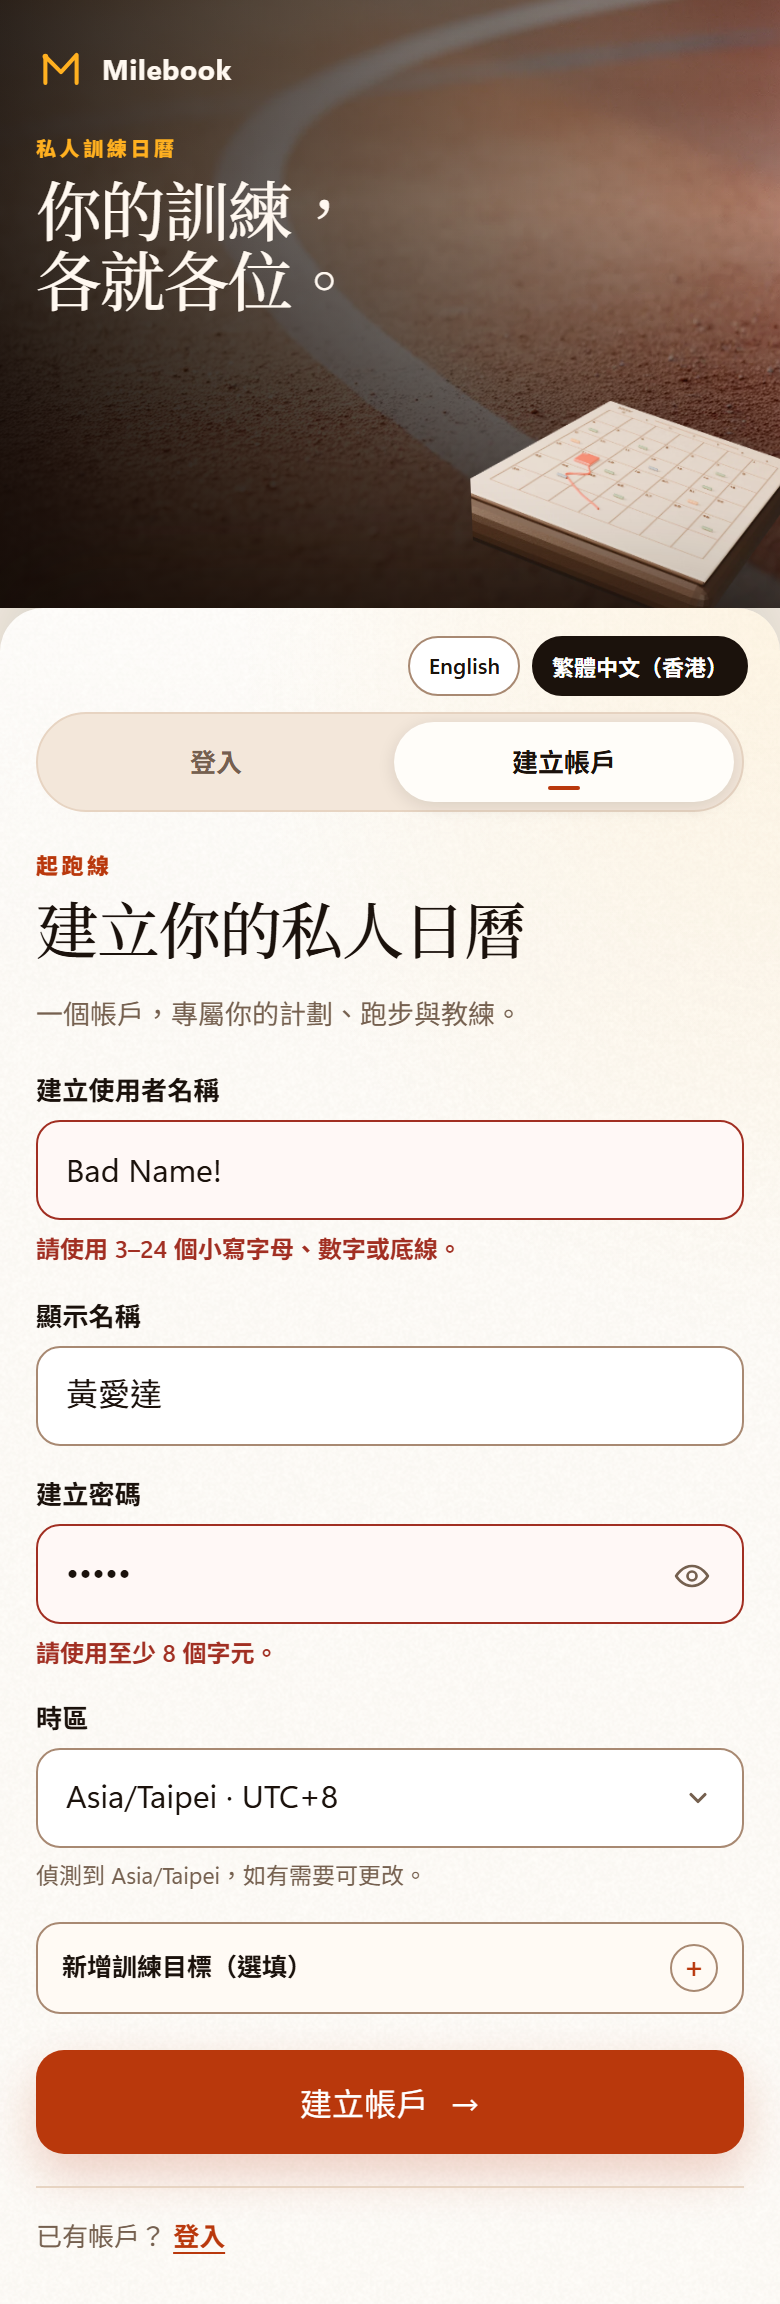 Milebook
私人訓練日曆
你的訓練，
各就各位。
English
繁體中文（香港）
登入
建立帳戶
起跑線
建立你的私人日曆
一個帳戶，專屬你的計劃、跑步與教練。
建立使用者名稱
Bad Name!
請使用 3–24 個小寫字母、數字或底線。
顯示名稱
黃愛達
建立密碼
•••••
請使用至少 8 個字元。
時區
Asia/Taipei · UTC+8
偵測到 Asia/Taipei，如有需要可更改。
新增訓練目標（選填）
+
建立帳戶 →
已有帳戶？ 登入